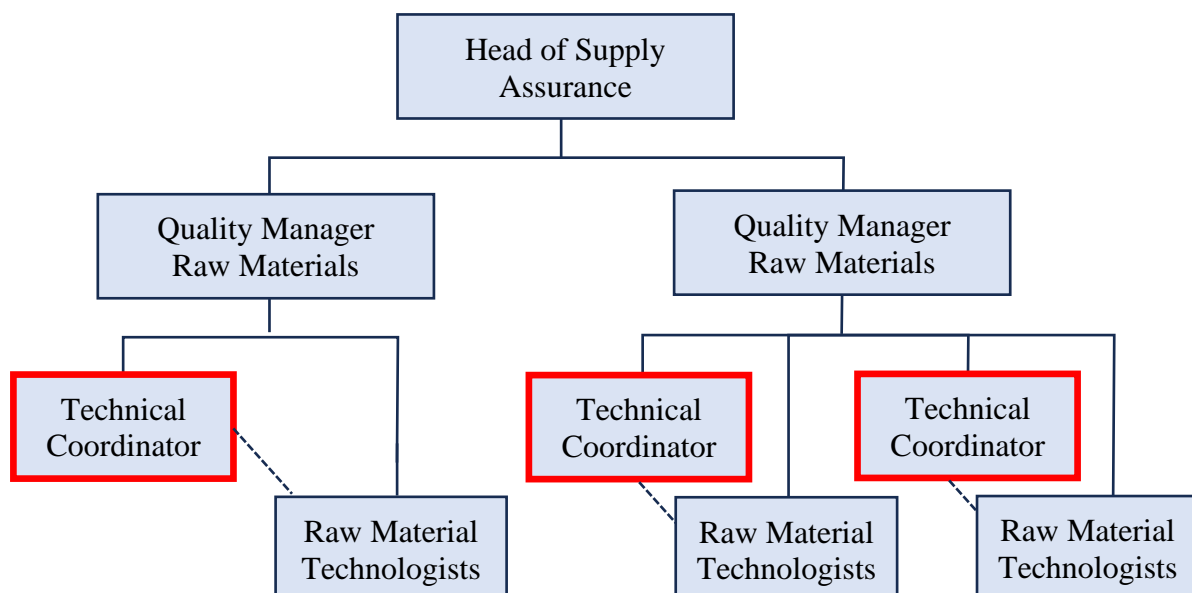 Head of Supply
Assurance
Quality Manager
Raw Materials
Quality Manager
Raw Materials
Technical
Coordinator
Technical
Coordinator
Technical
Coordinator
Raw Material
Technologists
Raw Material
Technologists
Raw Material
Technologists